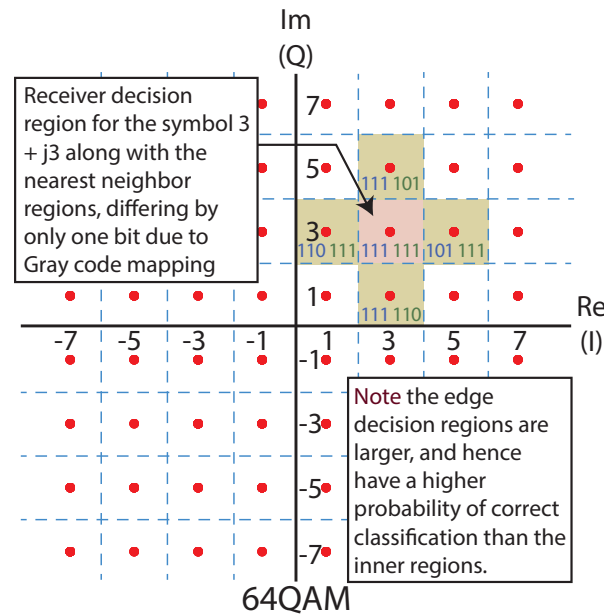 Im
(Q)
Receiver decision
region for the symbol 3
+ j3 along with the
nearest neighbor
regions, differing by
only one bit due to
Gray code mapping
7
5
111 101
3
110 111 111 111 101 111
1
111 110
Re
(I)
-7 -5 -3 -1 1 3 5 7
-1
-3
-5
-7
Note the edge
decision regions are
larger, and hence
have a higher
probability of correct
classification than the
inner regions.
64QAM